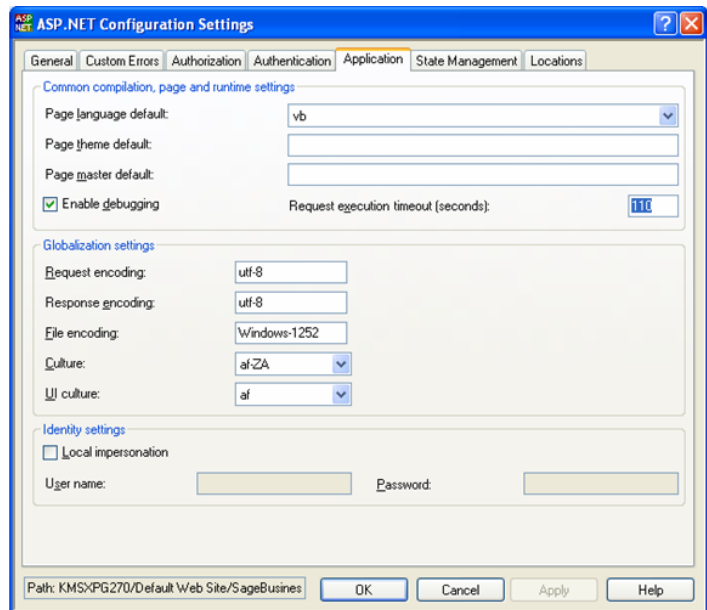 ASP.NET ASP.NET Configuration Settings
General Custom Errors Authorization Authentication Application State Management Locations
Common compilation, page and runtime settings
Page language default: vb
Page theme default:
Page master default:
Enable debugging Request execution timeout (seconds): 110
Globalization settings
Request encoding: utf-8
Response encoding: utf-8
File encoding: Windows-1252
Culture: af-ZA
UI culture: af
Identity settings
Local impersonation
User name: Password:
Path: KMSXPG270/Default Web Site/SageBusines OK Cancel Apply Help